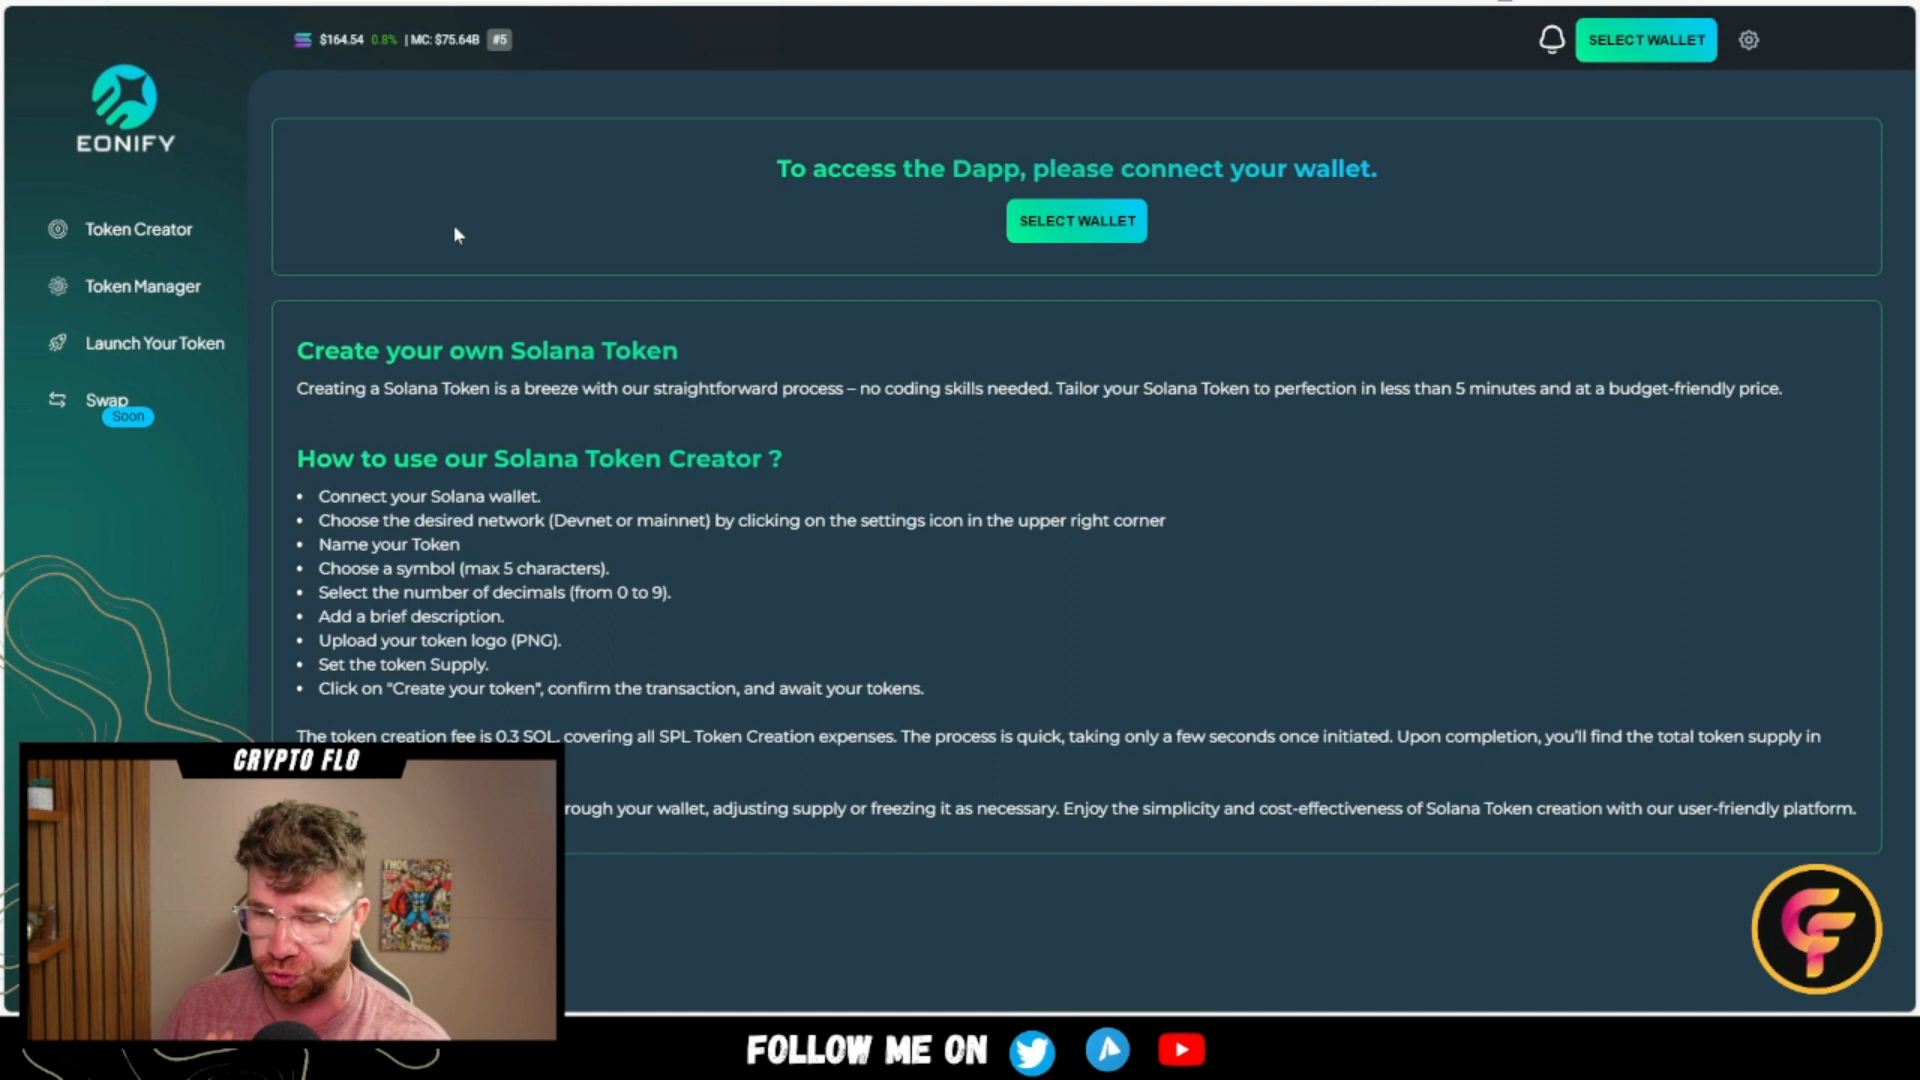 $164.54 0.8% | MC: $75.64B #5
SELECT WALLET
EONIFY
Token Creator
Token Manager
Launch Your Token
Swap
Soon
To access the Dapp, please connect your wallet.
SELECT WALLET
Create your own Solana Token
Creating a Solana Token is a breeze with our straightforward process – no coding skills needed. Tailor your Solana Token to perfection in less than 5 minutes and at a budget-friendly price.
How to use our Solana Token Creator ?
• Connect your Solana wallet.
• Choose the desired network (Devnet or mainnet) by clicking on the settings icon in the upper right corner
• Name your Token
• Choose a symbol (max 5 characters).
• Select the number of decimals (from 0 to 9).
• Add a brief description.
• Upload your token logo (PNG).
• Set the token Supply.
• Click on "Create your token", confirm the transaction, and await your tokens.
The token creation fee is 0.3 SOL, covering all SPL Token Creation expenses. The process is quick, taking only a few seconds once initiated. Upon completion, you'll find the total token supply in
rough your wallet, adjusting supply or freezing it as necessary. Enjoy the simplicity and cost-effectiveness of Solana Token creation with our user-friendly platform.
CRYPTO FLO
THOR
FOLLOW ME ON